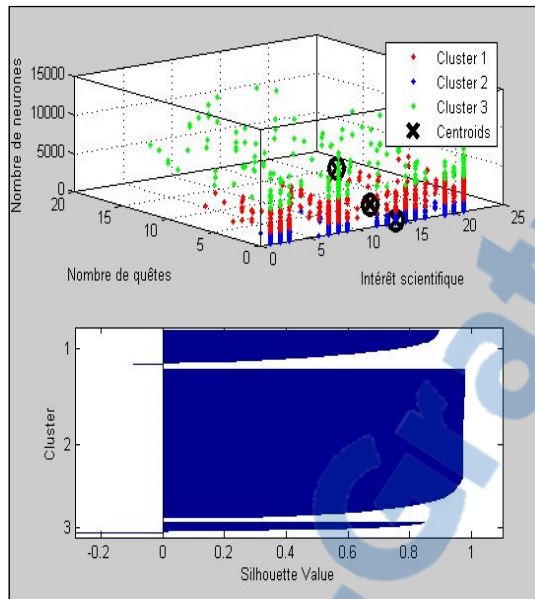 Cluster 1
Cluster 2
Cluster 3
Centroids
Nombre de neurones
15000
10000
5000
0
20
15
10
5
0
Nombre de quêtes
0
5
10
15
20
25
Intérêt scientifique
Cluster
1
2
3
-0.2
0
0.2
0.4
0.6
0.8
1
Silhouette Value
Grat